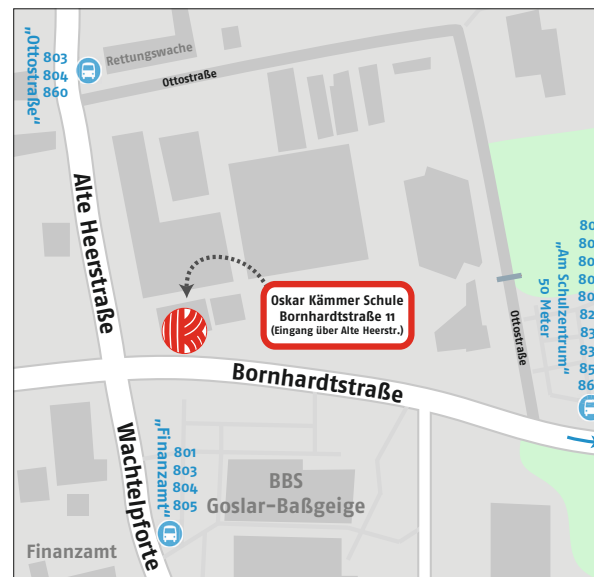 „Ottostraße“
803
804
860
Rettungswache
Ottostraße
Alte Heerstraße
Oskar Kämmer Schule
Bornhardtstraße 11
(Eingang über Alte Heerstr.)
„Am Schulzentrum“
50 Meter
Ottostraße
Bornhardtstraße
Wachtelpforte
„Finanzamt“
801
803
804
805
BBS
Goslar-Baßgeige
Finanzamt